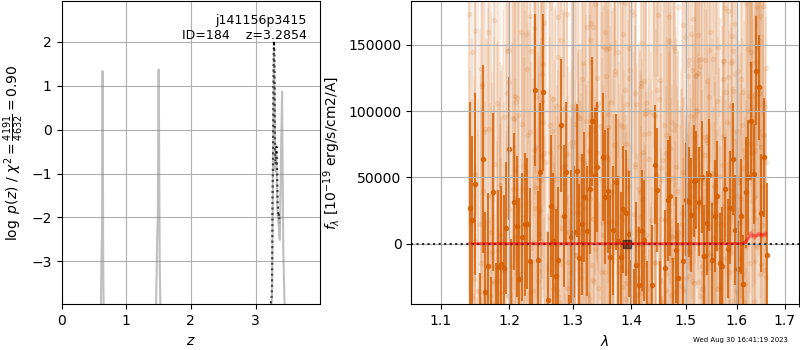 j141156p3415
ID=184 z=3.2854
log p(z) / χ² = 4191/4632 = 0.90
2
1
0
−1
−2
−3
0 1 2 3
z
f_λ [10⁻¹⁹ erg/s/cm2/A]
150000
100000
50000
0
1.1 1.2 1.3 1.4 1.5 1.6 1.7
λ
Wed Aug 30 16:41:19 2023